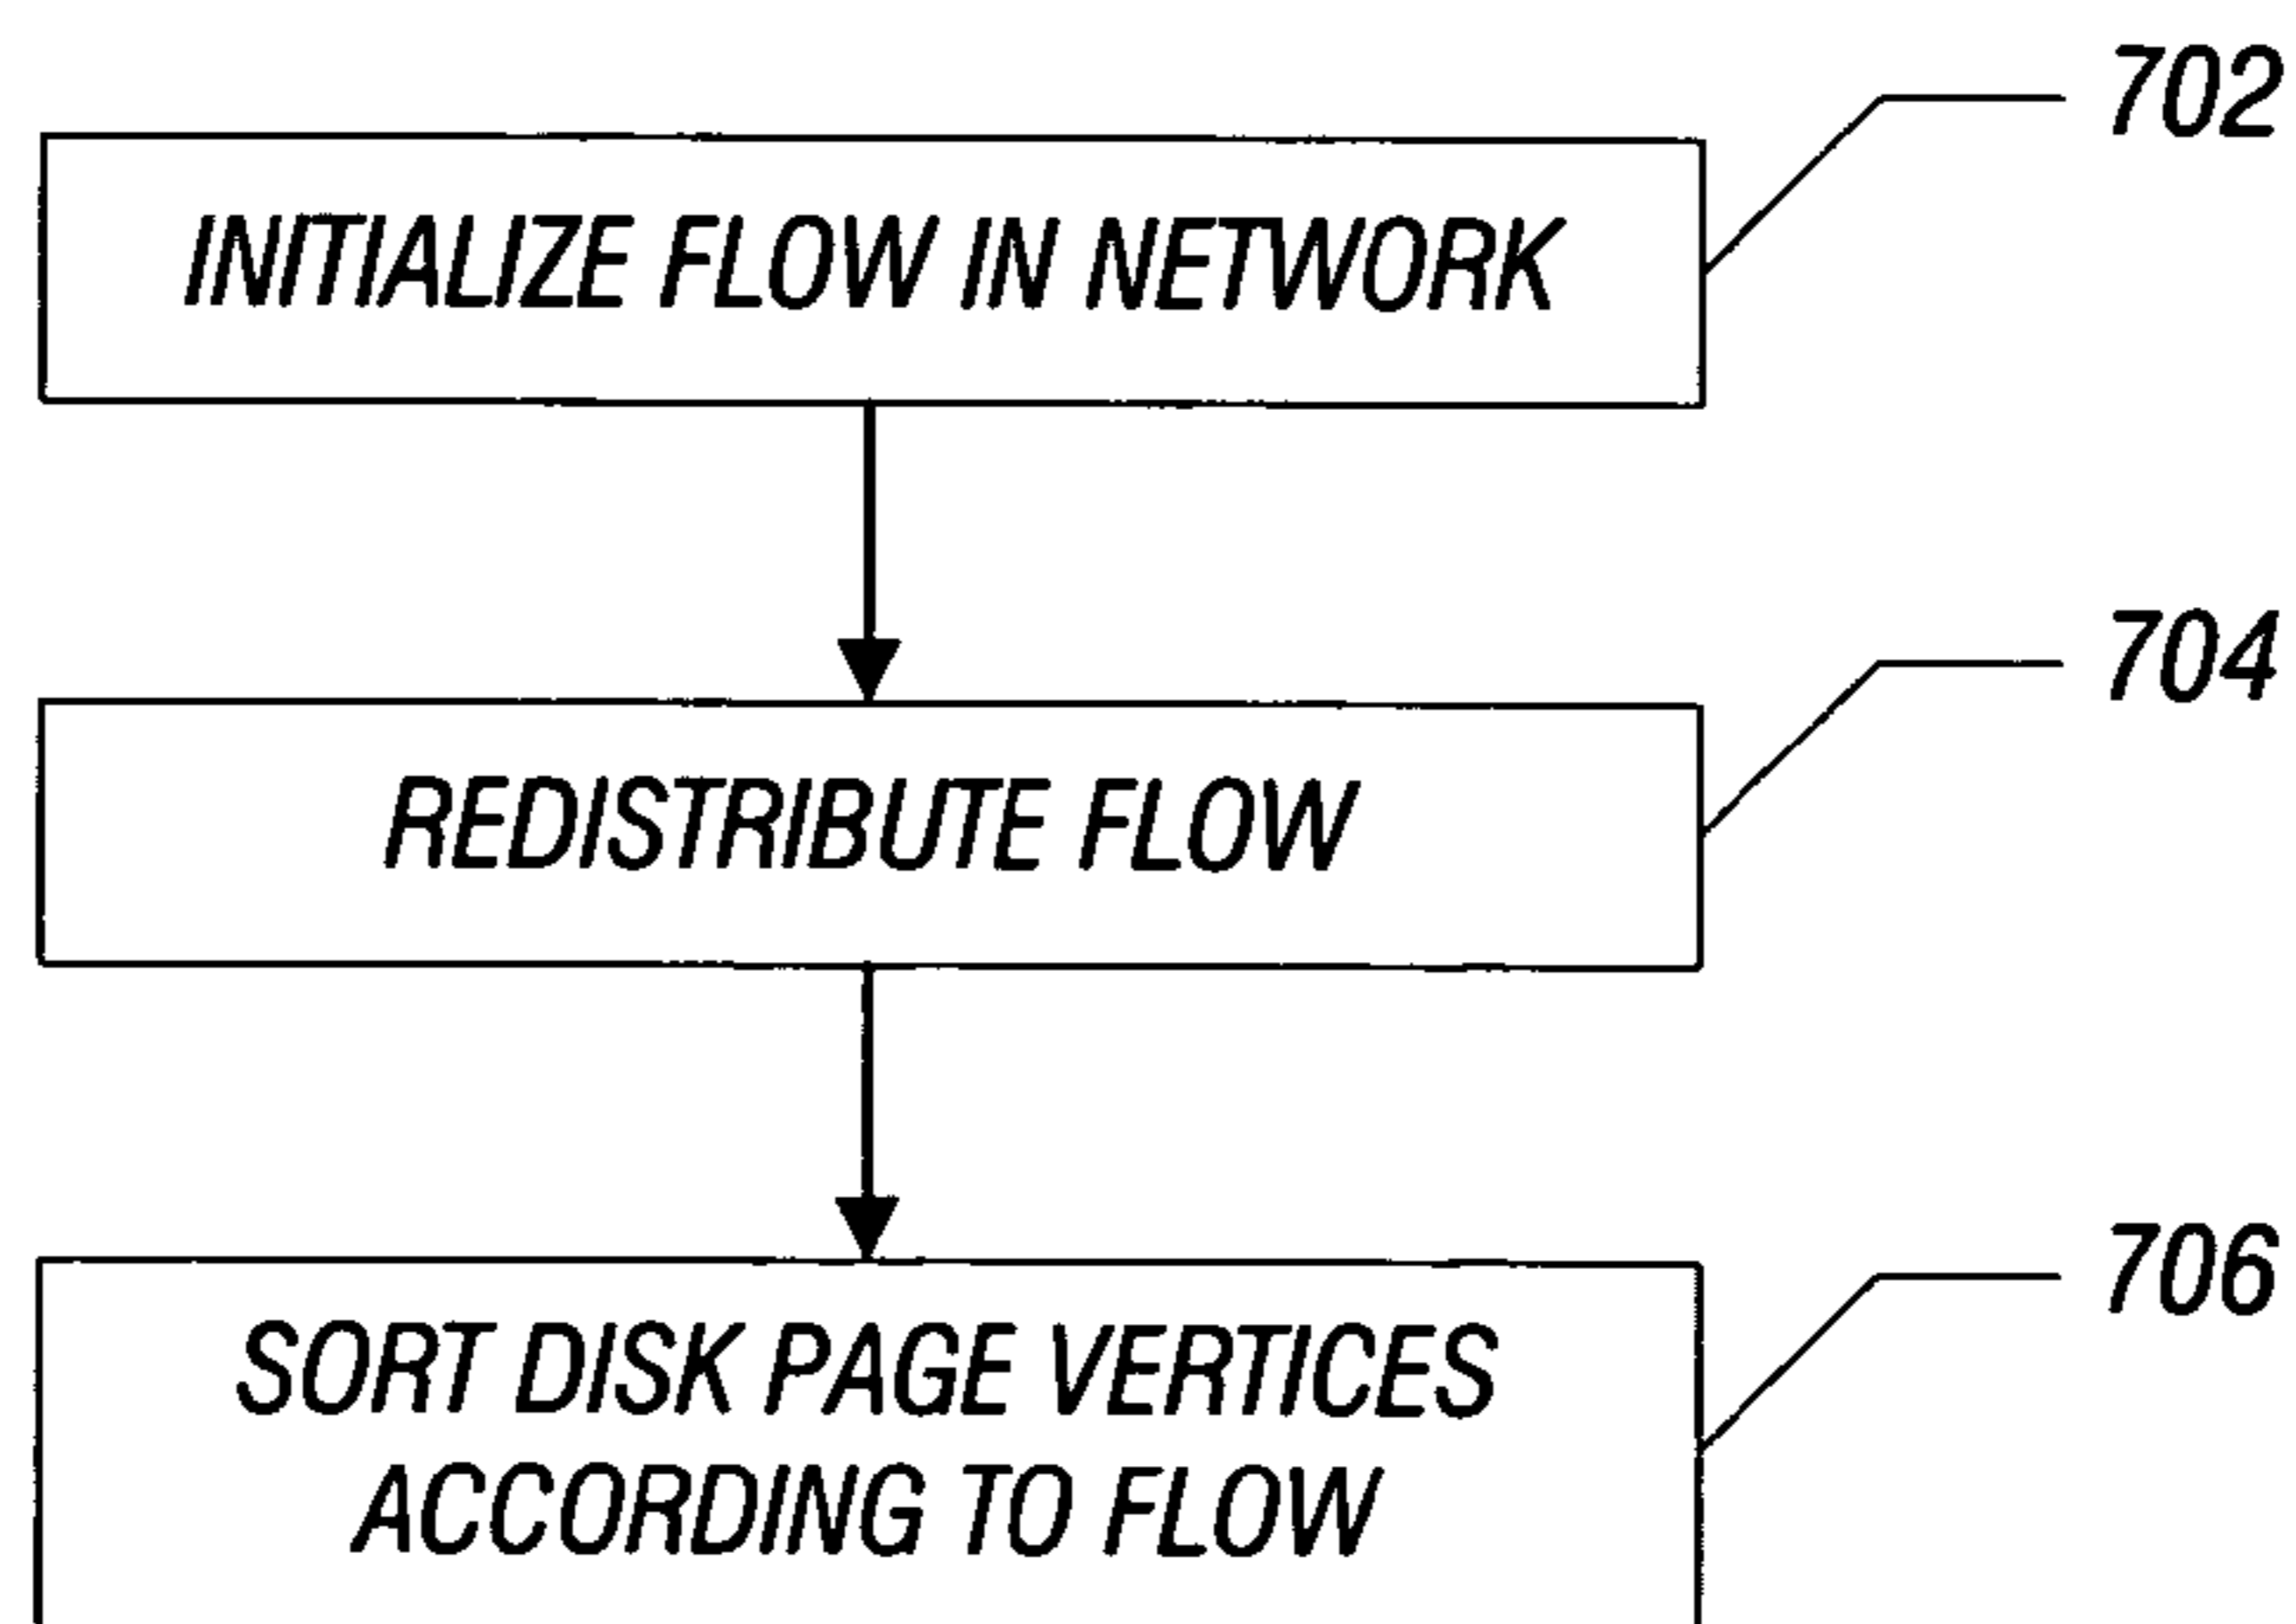 702
INITIALIZE FLOW IN NETWORK
704
REDISTRIBUTE FLOW
706
SORT DISK PAGE VERTICES
ACCORDING TO FLOW